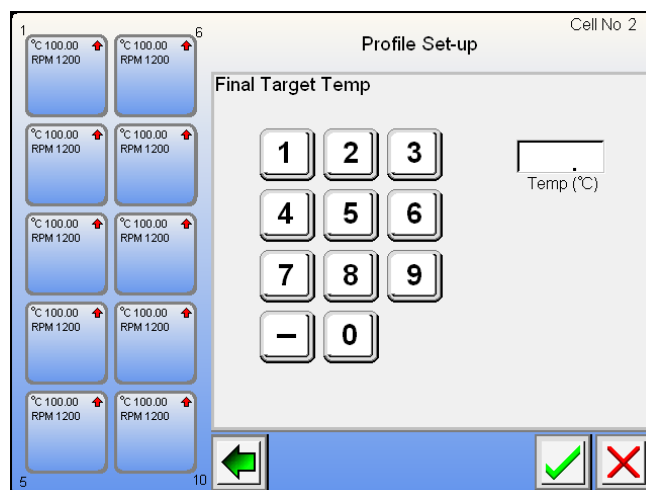 1
6
°C 100.00
RPM 1200
°C 100.00
RPM 1200
°C 100.00
RPM 1200
°C 100.00
RPM 1200
°C 100.00
RPM 1200
°C 100.00
RPM 1200
°C 100.00
RPM 1200
°C 100.00
RPM 1200
°C 100.00
RPM 1200
°C 100.00
RPM 1200
5
10
Cell No 2
Profile Set-up
Final Target Temp
1 2 3
4 5 6
7 8 9
– 0
.
Temp (°C)